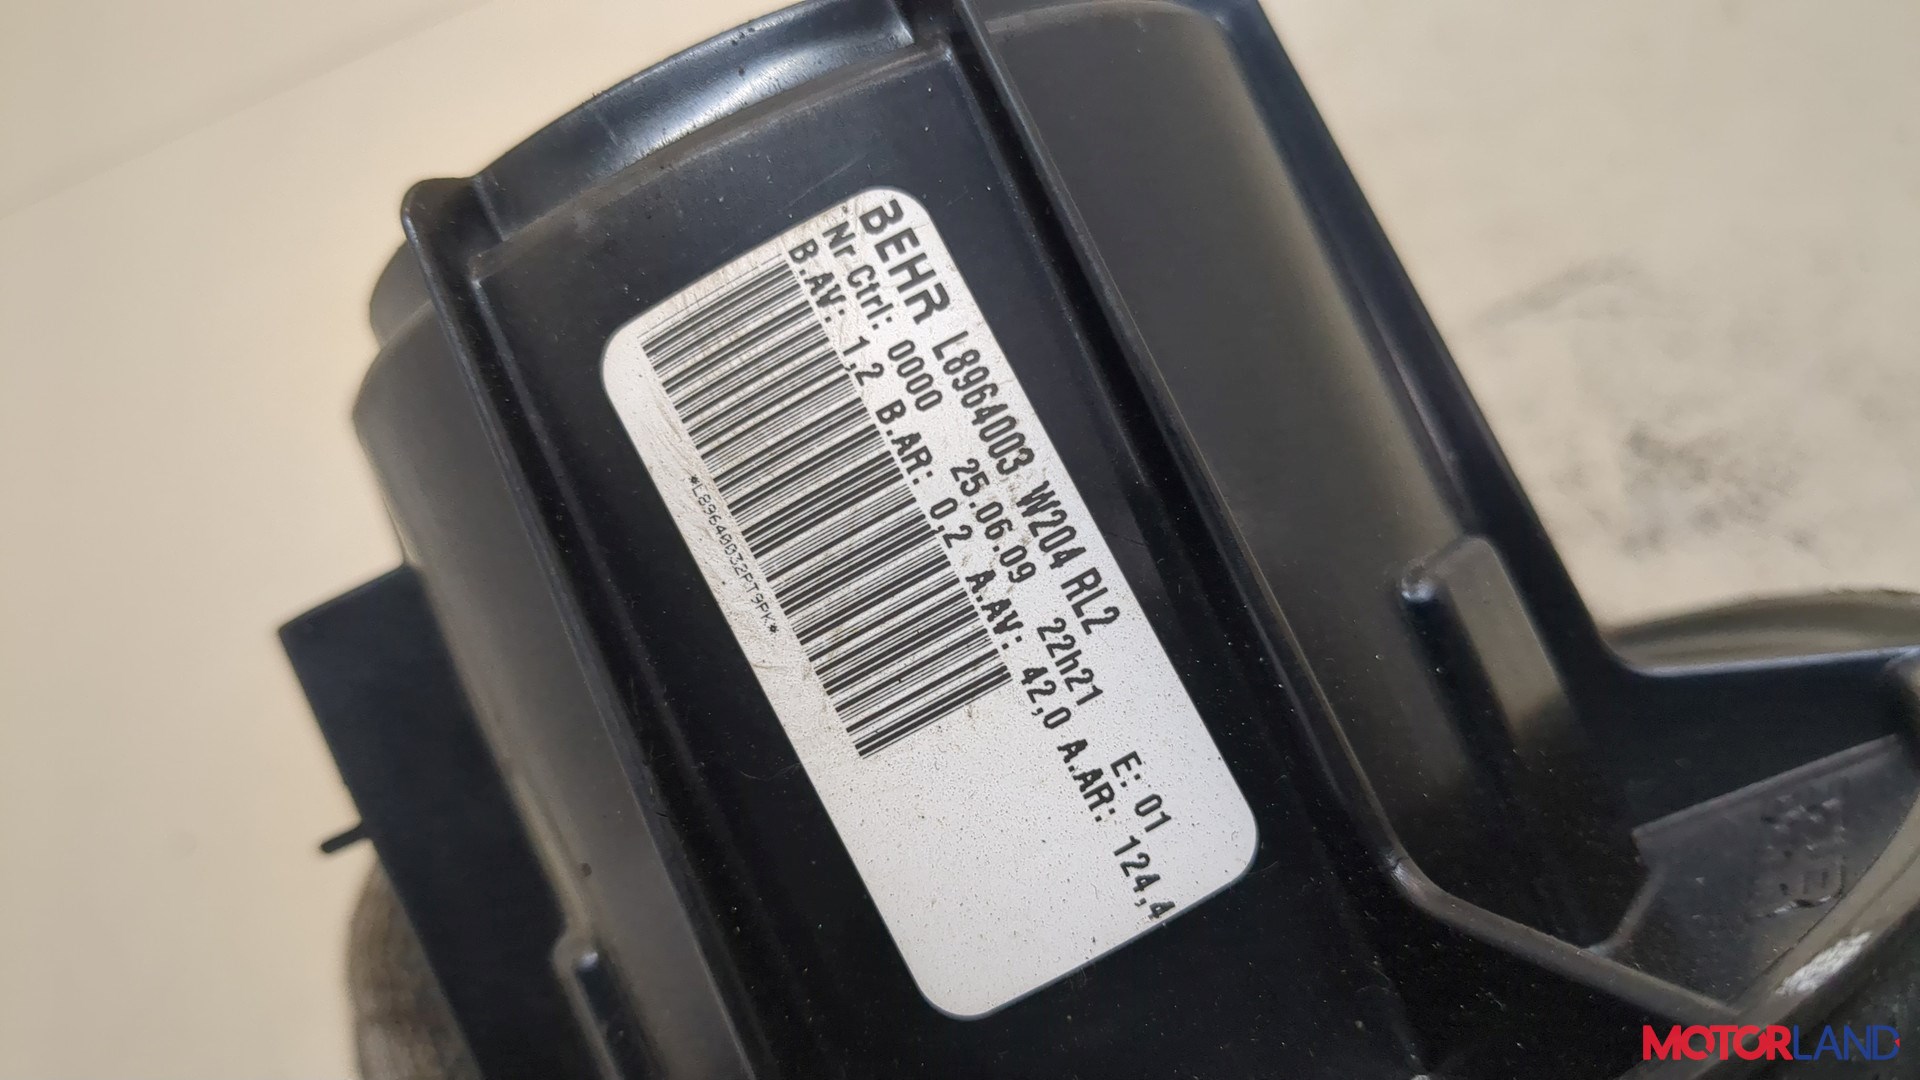 BEHR L8964003 W204 RL2
Nr Ctrl: 0000 25.06.09 22h21 E: 01
B.AV: 1,2 B.AR: 0,2 A.AV: 42,0 A.AR: 124,4
*L89640032PT9PK*
MOTORLAND